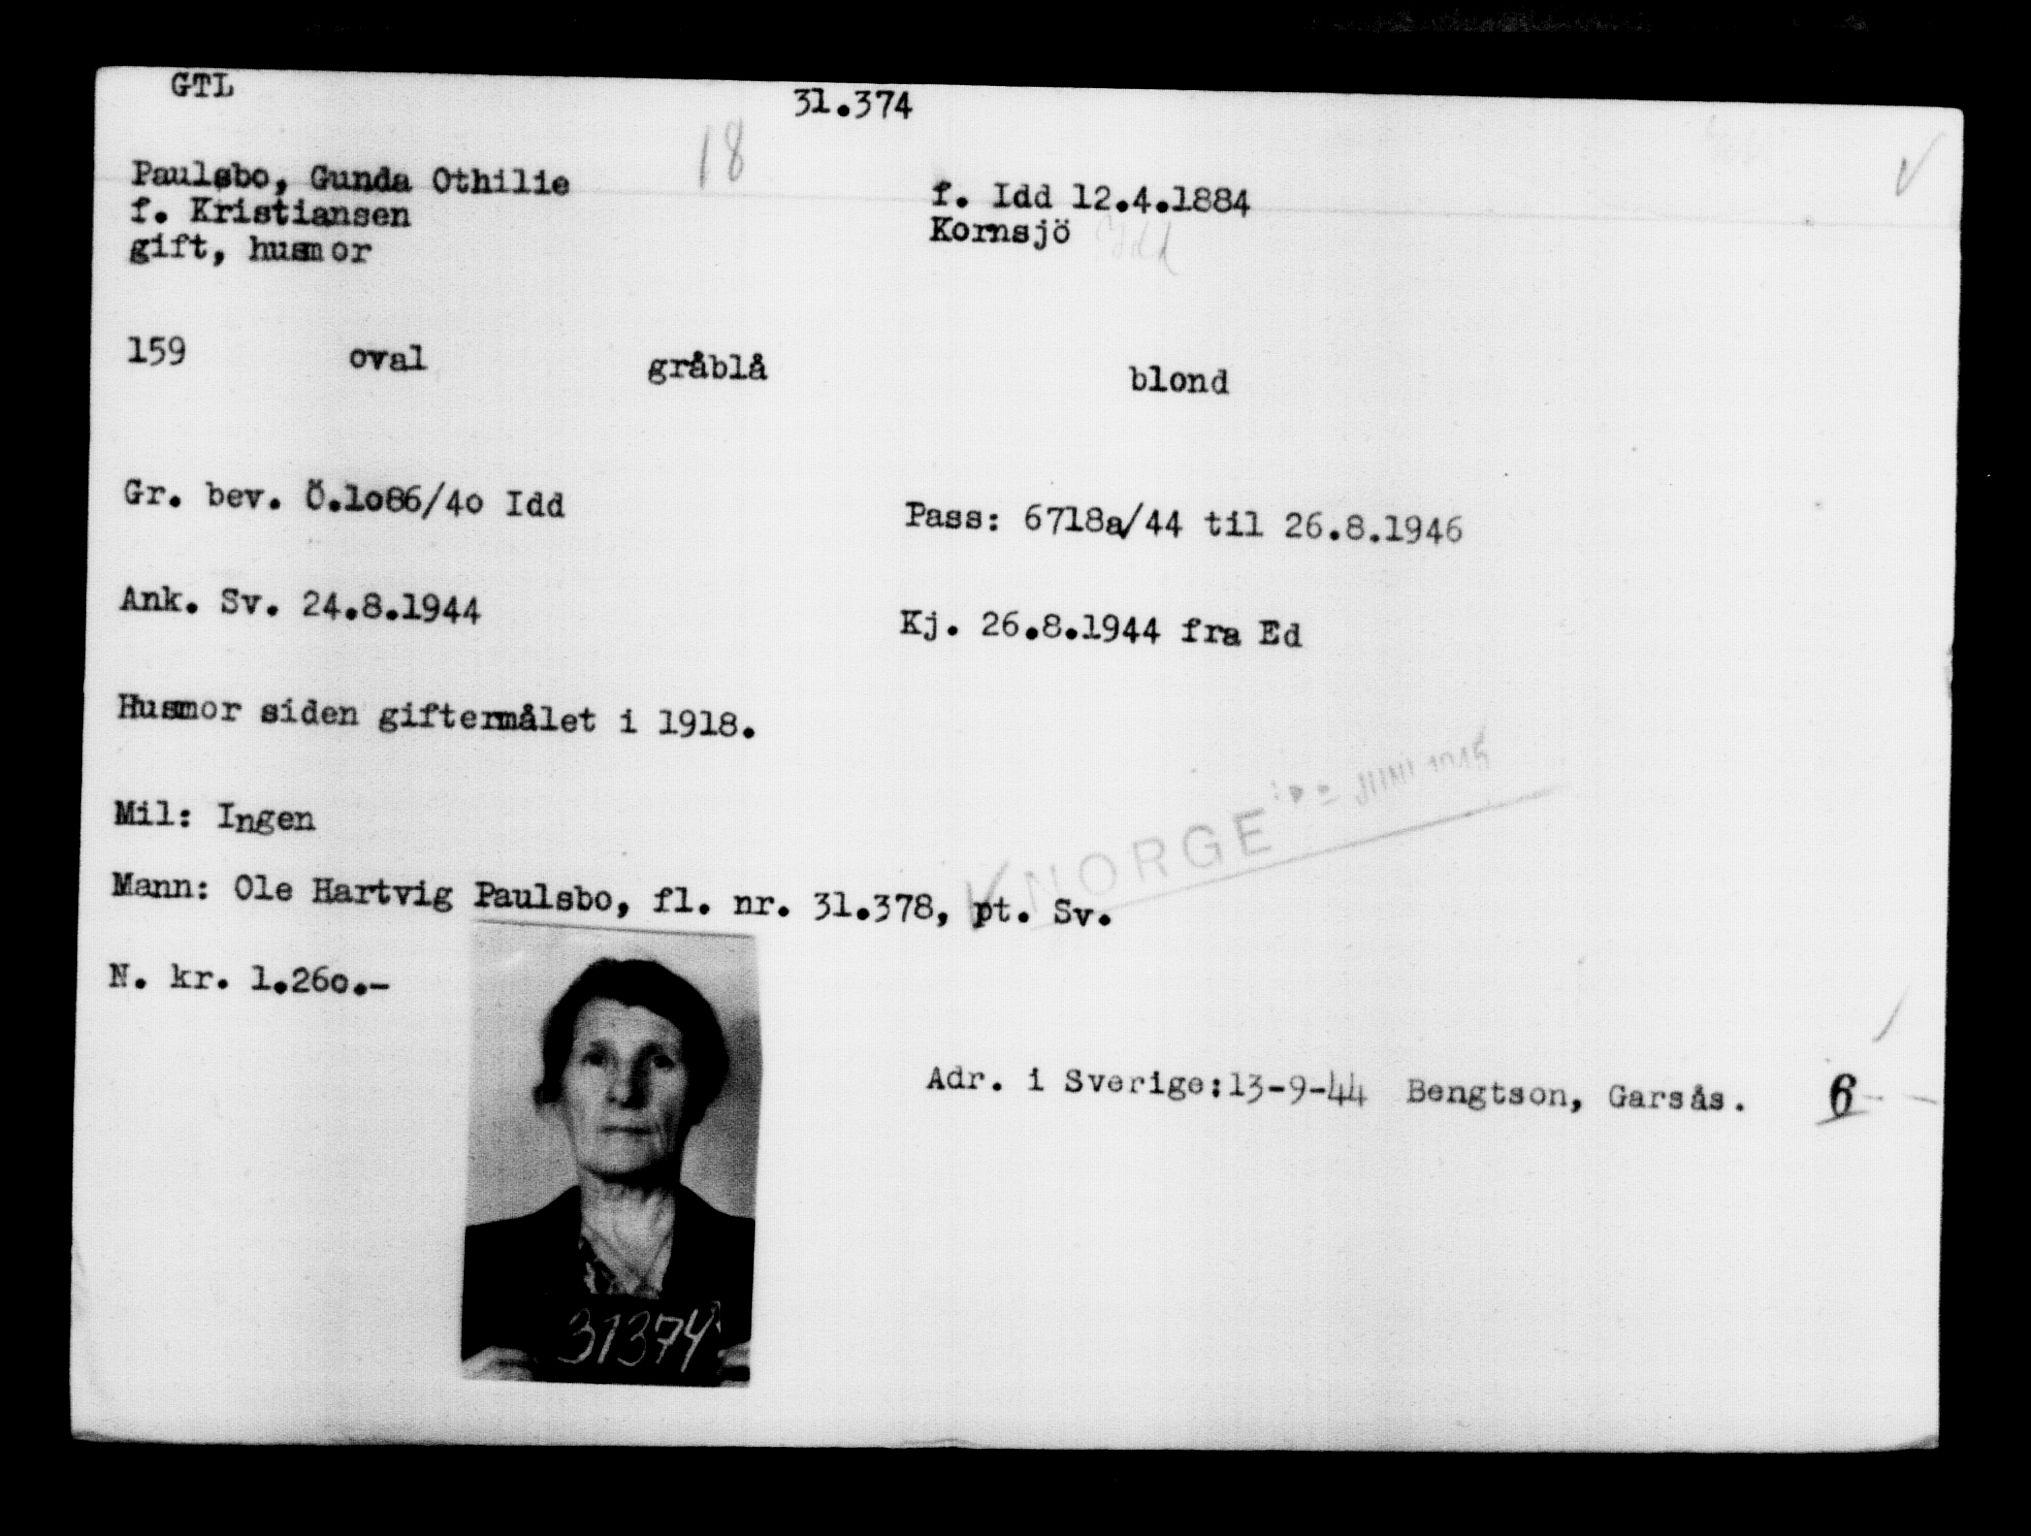 GTL
31.374
18
Paulsbo, Gunda Othilie
f. Kristiansen
gift, husmor
f. Idd 12.4.1884
Kornsjö Idd
159 oval gråblå blond
Gr. bev. Ö.1o86/4o Idd
Pass: 6718a/44 til 26.8.1946
Ank. Sv. 24.8.1944
Kj. 26.8.1944 fra Ed
Husmor siden giftermålet i 1918.
Mil: Ingen
NORGE JUNI 1945
Mann: Ole Hartvig Paulsbo, fl. nr. 31.378, pt. Sv.
N. kr. 1.26o.-
Adr. i Sverige:13-9-44 Bengtson, Garsås.
6
31374